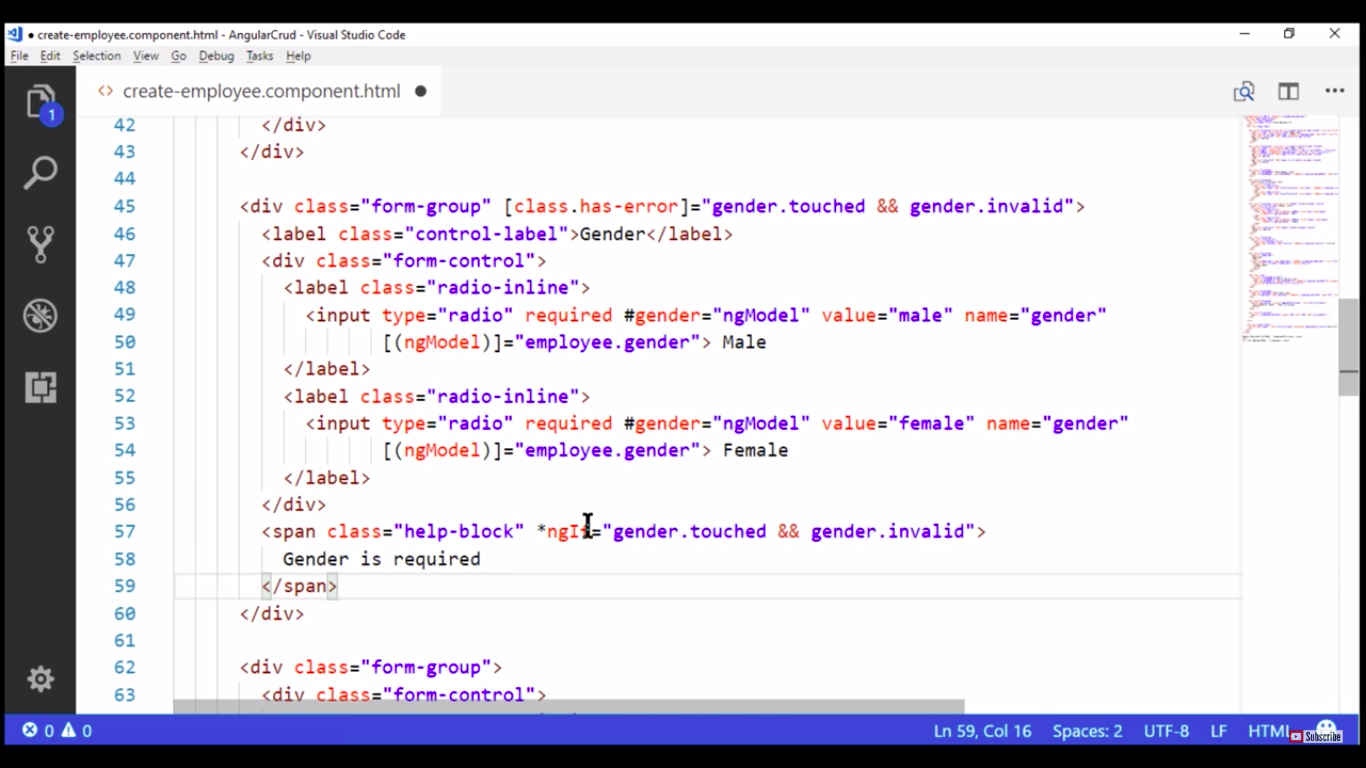 ● create-employee.component.html - AngularCrud - Visual Studio Code
File Edit Selection View Go Debug Tasks Help
<> create-employee.component.html ●
1
42 </div>
43 </div>
44
45 <div class="form-group" [class.has-error]="gender.touched && gender.invalid">
46 <label class="control-label">Gender</label>
47 <div class="form-control">
48 <label class="radio-inline">
49 <input type="radio" required #gender="ngModel" value="male" name="gender"
50 [(ngModel)]="employee.gender"> Male
51 </label>
52 <label class="radio-inline">
53 <input type="radio" required #gender="ngModel" value="female" name="gender"
54 [(ngModel)]="employee.gender"> Female
55 </label>
56 </div>
57 <span class="help-block" *ngIf="gender.touched && gender.invalid">
58 Gender is required
59 </span>
60 </div>
61
62 <div class="form-group">
63 <div class="form-control">
0 0 Ln 59, Col 16 Spaces: 2 UTF-8 LF HTML
Subscribe